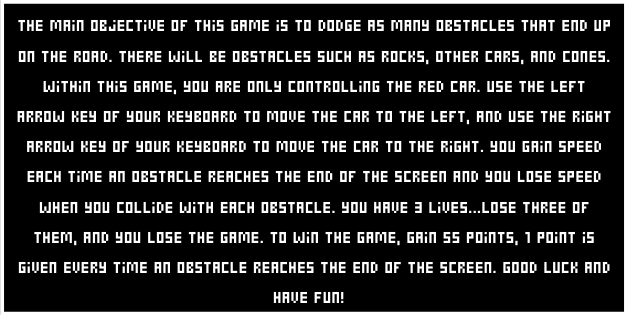 THE MAIN OBJECTIVE OF THIS GAME IS TO DODGE AS MANY OBSTACLES THAT END UP
ON THE ROAD. THERE WILL BE OBSTACLES SUCH AS ROCKS, OTHER CARS, AND CONES.
WITHIN THIS GAME, YOU ARE ONLY CONTROLLING THE RED CAR. USE THE LEFT
ARROW KEY OF YOUR KEYBOARD TO MOVE THE CAR TO THE LEFT, AND USE THE RIGHT
ARROW KEY OF YOUR KEYBOARD TO MOVE THE CAR TO THE RIGHT. YOU GAIN SPEED
EACH TIME AN OBSTACLE REACHES THE END OF THE SCREEN AND YOU LOSE SPEED
WHEN YOU COLLIDE WITH EACH OBSTACLE. YOU HAVE 3 LIVES...LOSE THREE OF
THEM, AND YOU LOSE THE GAME. TO WIN THE GAME, GAIN 55 POINTS, 1 POINT IS
GIVEN EVERY TIME AN OBSTACLE REACHES THE END OF THE SCREEN. GOOD LUCK AND
HAVE FUN!